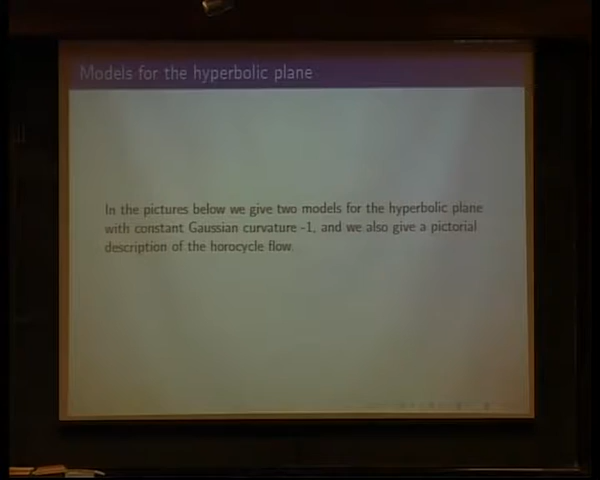 Models for the hyperbolic plane
In the pictures below we give two models for the hyperbolic plane
with constant Gaussian curvature -1, and we also give a pictorial
description of the horocycle flow.